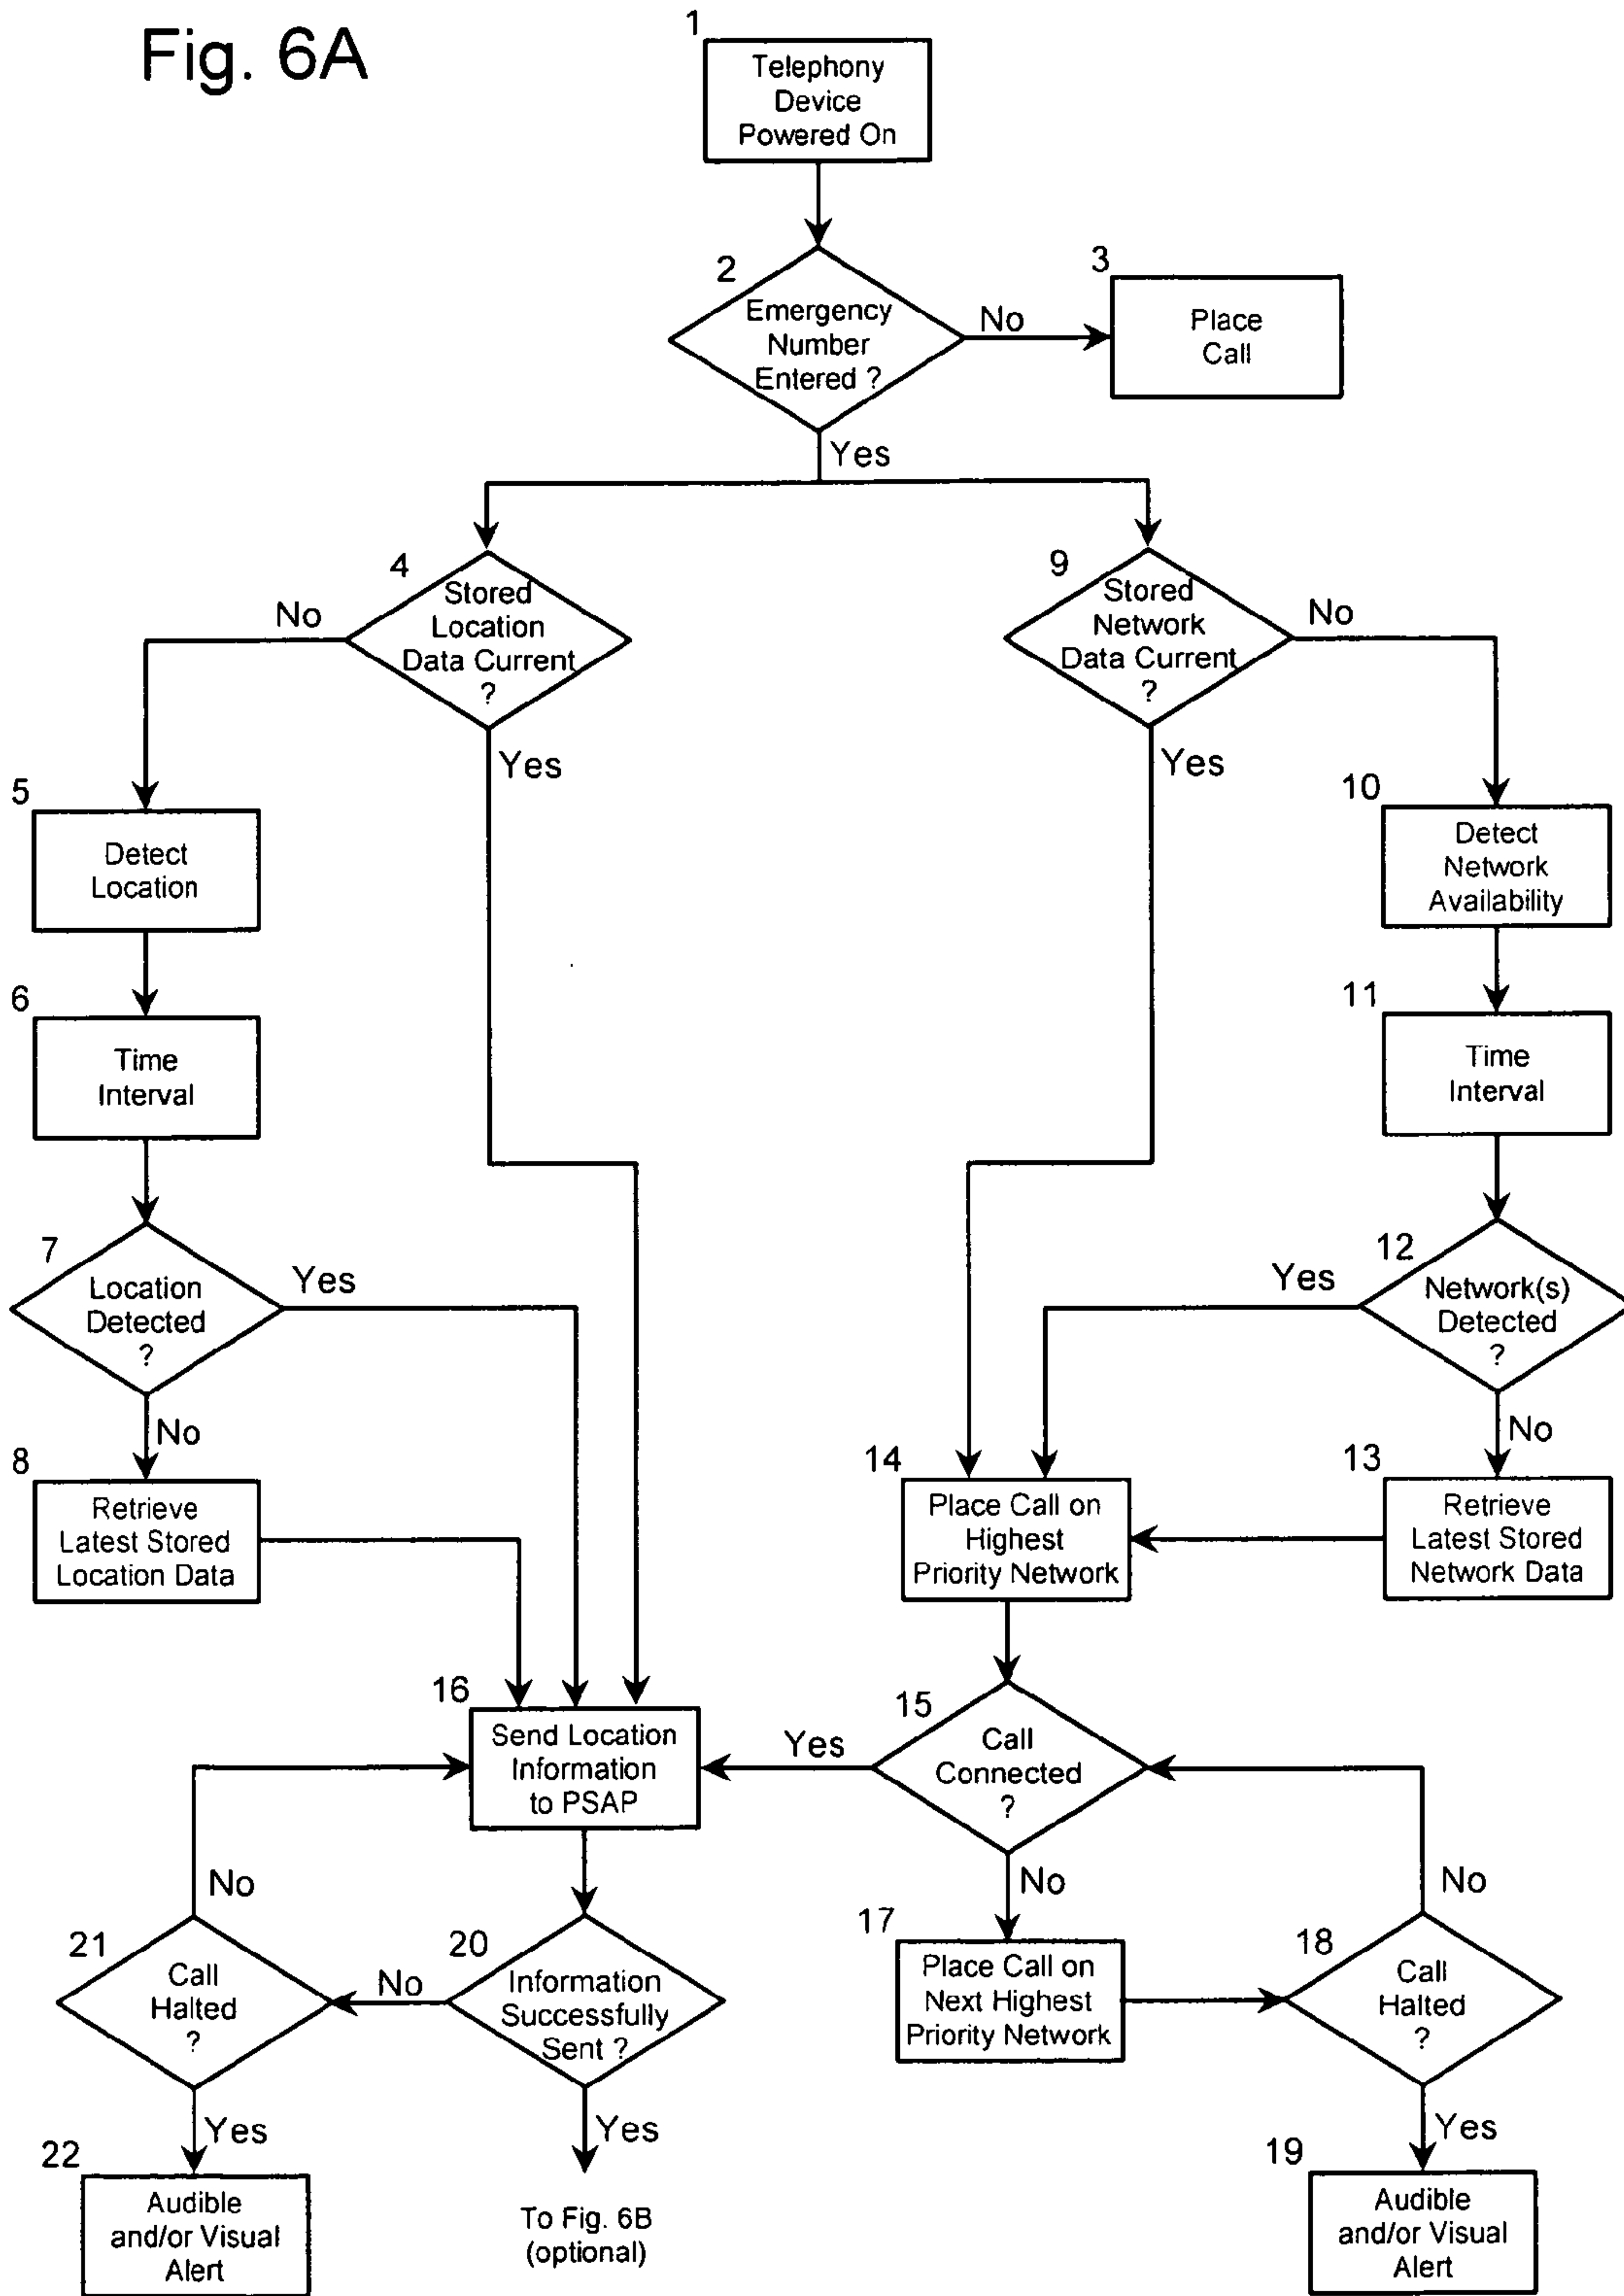 Fig. 6A
1
Telephony
Device
Powered On
2
Emergency
Number
Entered ?
No
3
Place
Call
Yes
4
Stored
Location
Data Current
?
No
Yes
9
Stored
Network
Data Current
?
No
Yes
5
Detect
Location
10
Detect
Network
Availability
6
Time
Interval
11
Time
Interval
7
Location
Detected
?
Yes
No
12
Network(s)
Detected
?
Yes
No
8
Retrieve
Latest Stored
Location Data
14
Place Call on
Highest
Priority Network
13
Retrieve
Latest Stored
Network Data
16
Send Location
Information
to PSAP
15
Call
Connected
?
Yes
No
No
No
21
Call
Halted
?
No
20
Information
Successfully
Sent ?
17
Place Call on
Next Highest
Priority Network
18
Call
Halted
?
Yes
Yes
Yes
22
Audible
and/or Visual
Alert
To Fig. 6B
(optional)
19
Audible
and/or Visual
Alert